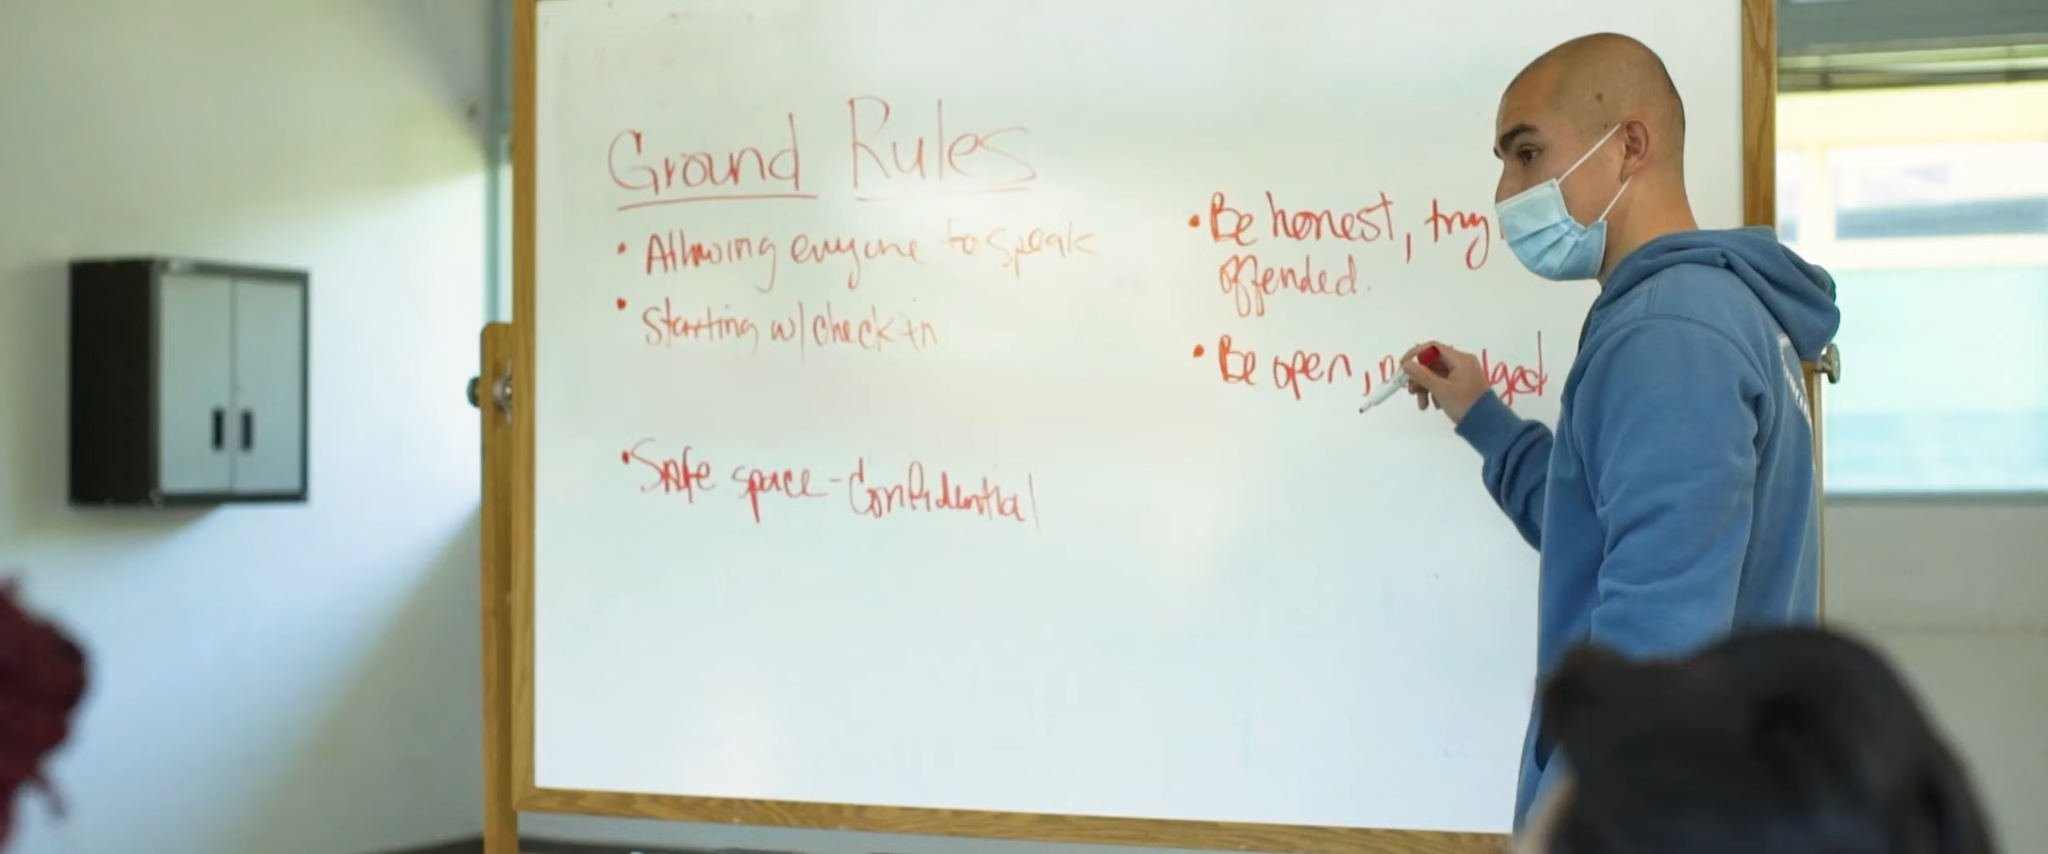 Ground Rules
• Allowing everyone to speak
• Starting w/ check in
• Safe space - Confidential
• Be honest, try
offended.
• Be open,